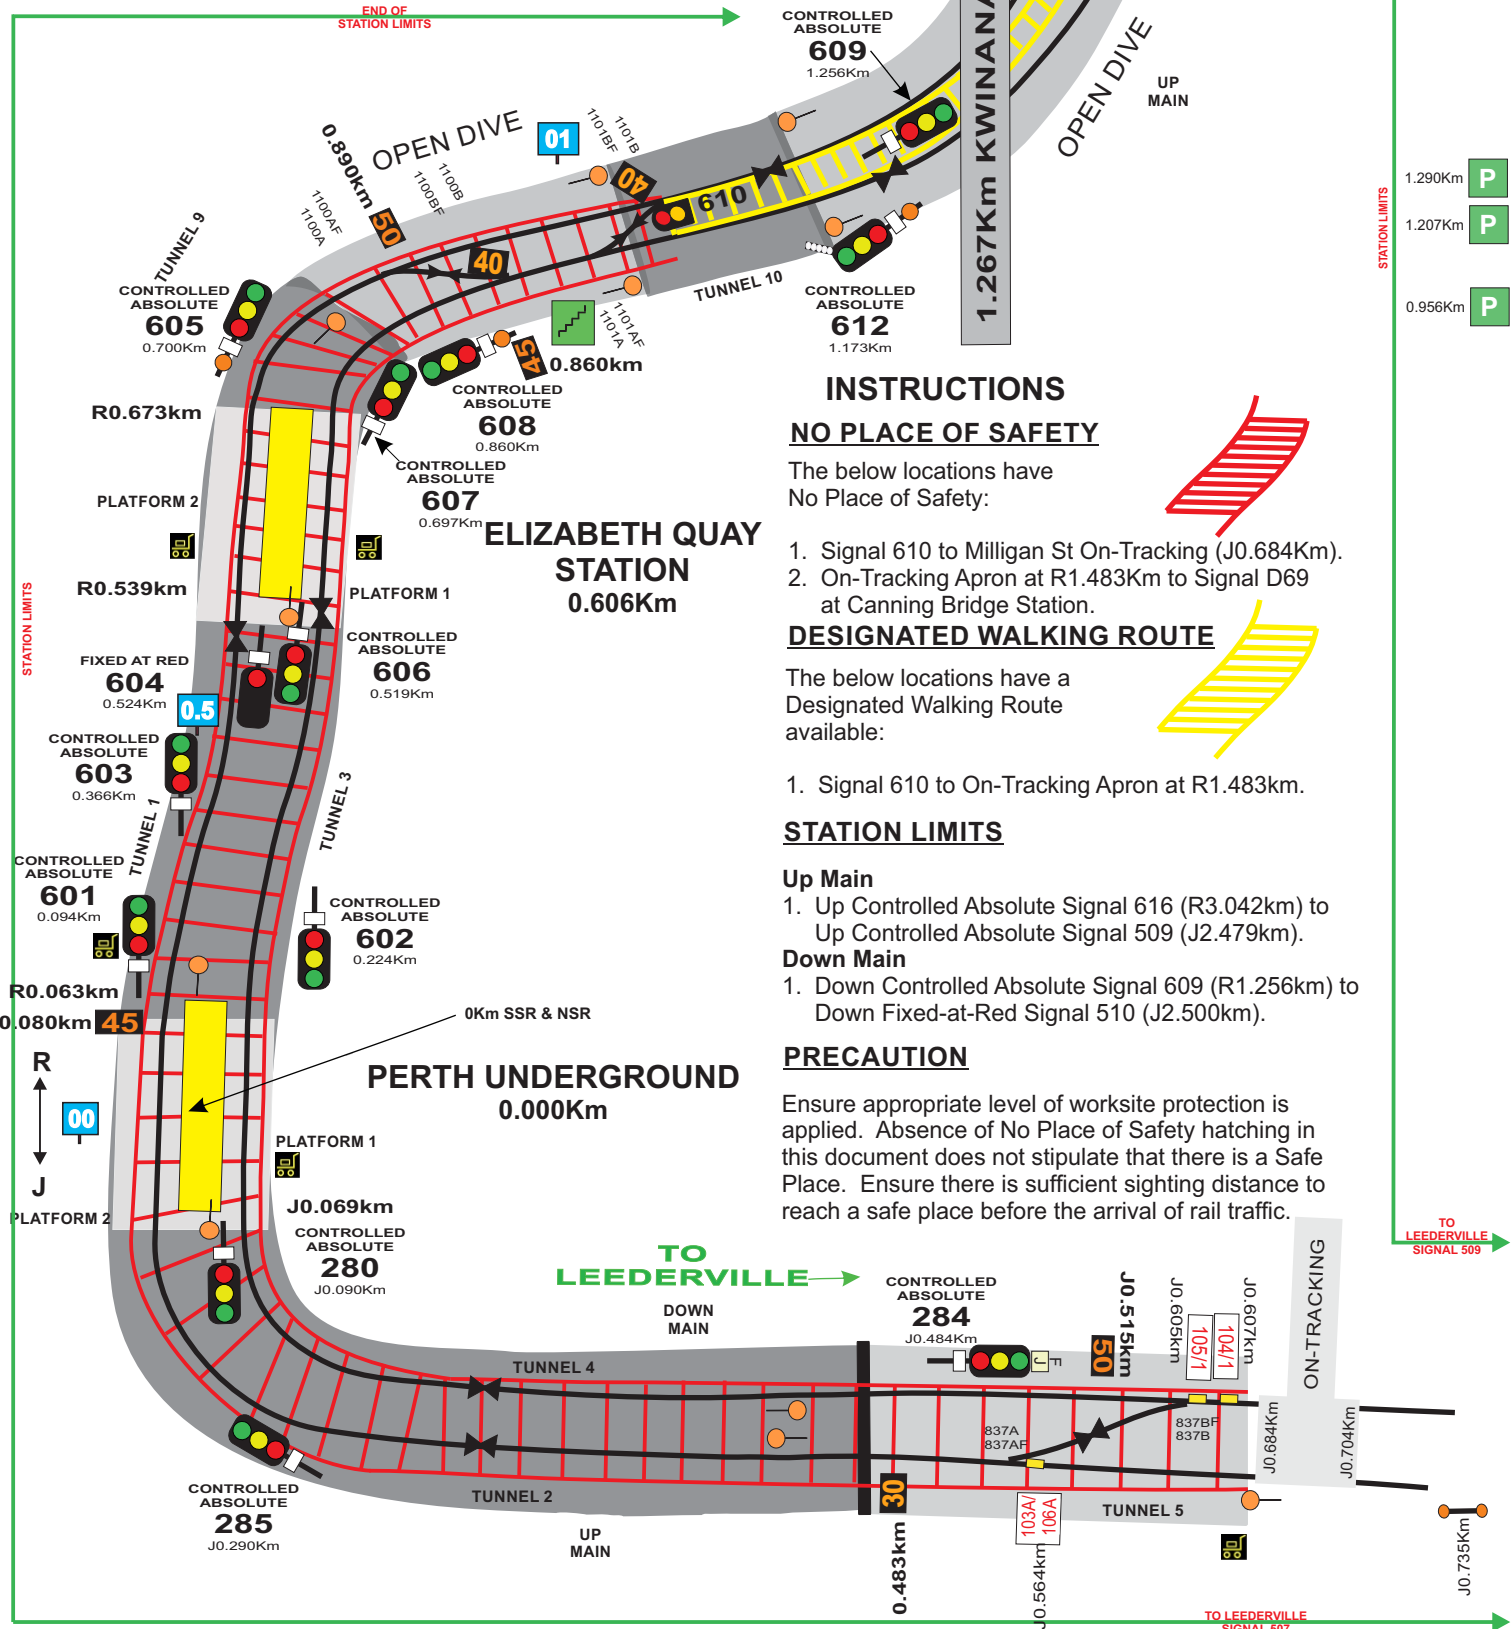 END OF
STATION LIMITS
CONTROLLED
ABSOLUTE
609
1.256Km
1.267Km KWINANA
OPEN DIVE
UP
MAIN
OPEN DIVE
01
1101B
1101BF
0.890km
50
1100B
1100BF
1100AF
1100A
40
610
40
TUNNEL 9
CONTROLLED
ABSOLUTE
605
0.700Km
TUNNEL 10
1101AF
1101A
0.860km
45
CONTROLLED
ABSOLUTE
612
1.173Km
CONTROLLED
ABSOLUTE
608
0.860Km
STATION LIMITS
1.290Km P
1.207Km P
0.956Km P
R0.673km
CONTROLLED
ABSOLUTE
607
0.697Km
PLATFORM 2
ELIZABETH QUAY
STATION
0.606Km
R0.539km
PLATFORM 1
STATION LIMITS
FIXED AT RED
604
0.524Km
0.5
CONTROLLED
ABSOLUTE
606
0.519Km
CONTROLLED
ABSOLUTE
603
0.366Km
TUNNEL 1
TUNNEL 3
CONTROLLED
ABSOLUTE
601
0.094Km
CONTROLLED
ABSOLUTE
602
0.224Km
R0.063km
0.080km 45
0Km SSR & NSR
R
J
00
PERTH UNDERGROUND
0.000Km
PLATFORM 1
PLATFORM 2
J0.069km
CONTROLLED
ABSOLUTE
280
J0.090Km
INSTRUCTIONS
NO PLACE OF SAFETY
The below locations have
No Place of Safety:
1. Signal 610 to Milligan St On-Tracking (J0.684Km).
2. On-Tracking Apron at R1.483Km to Signal D69
at Canning Bridge Station.
DESIGNATED WALKING ROUTE
The below locations have a
Designated Walking Route
available:
1. Signal 610 to On-Tracking Apron at R1.483km.
STATION LIMITS
Up Main
1. Up Controlled Absolute Signal 616 (R3.042km) to
Up Controlled Absolute Signal 509 (J2.479km).
Down Main
1. Down Controlled Absolute Signal 609 (R1.256km) to
Down Fixed-at-Red Signal 510 (J2.500km).
PRECAUTION
Ensure appropriate level of worksite protection is
applied. Absence of No Place of Safety hatching in
this document does not stipulate that there is a Safe
Place. Ensure there is sufficient sighting distance to
reach a safe place before the arrival of rail traffic.
TO
LEEDERVILLE
SIGNAL 509
TO
LEEDERVILLE
DOWN
MAIN
CONTROLLED
ABSOLUTE
284
J0.484Km
J F
50
J0.515km
J0.605km
105/1
104/1
J0.607km
ON-TRACKING
TUNNEL 4
837A
837AF
837BF
837B
J0.684Km
J0.704Km
CONTROLLED
ABSOLUTE
285
J0.290Km
TUNNEL 2
UP
MAIN
30
0.483km
103A/
106A
J0.564km
TUNNEL 5
J0.735Km
TO LEEDERVILLE
SIGNAL 507